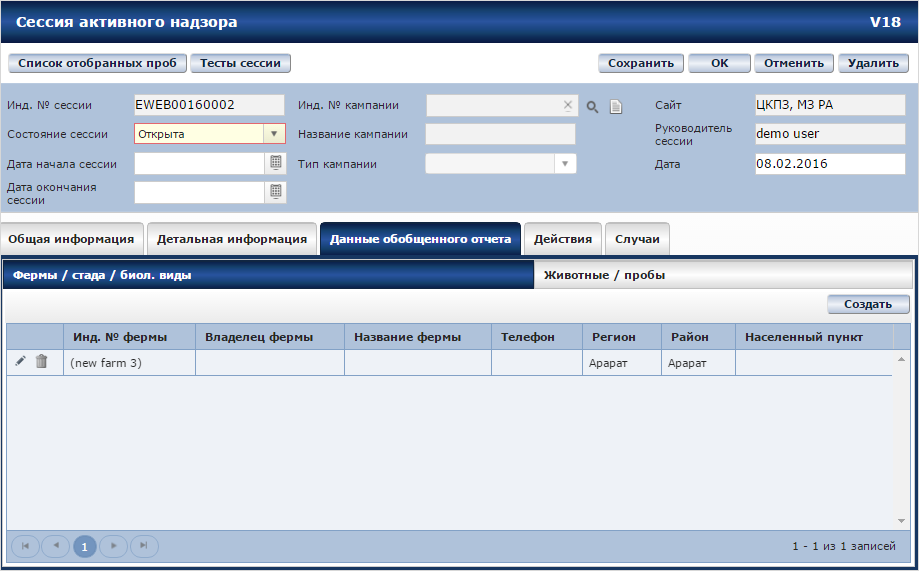 Сессия активного надзора V18
Список отобранных проб Тесты сессии Сохранить OK Отменить Удалить
Инд. № сессии EWEB00160002 Инд. № кампании Сайт ЦКПЗ, МЗ РА
Состояние сессии Открыта Название кампании Руководитель сессии demo user
Дата начала сессии Тип кампании Дата 08.02.2016
Дата окончания сессии
Общая информация Детальная информация Данные обобщенного отчета Действия Случаи
Фермы / стада / биол. виды Животные / пробы
Создать
Инд. № фермы Владелец фермы Название фермы Телефон Регион Район Населенный пункт
(new farm 3) Арарат Арарат
1 1 - 1 из 1 записей